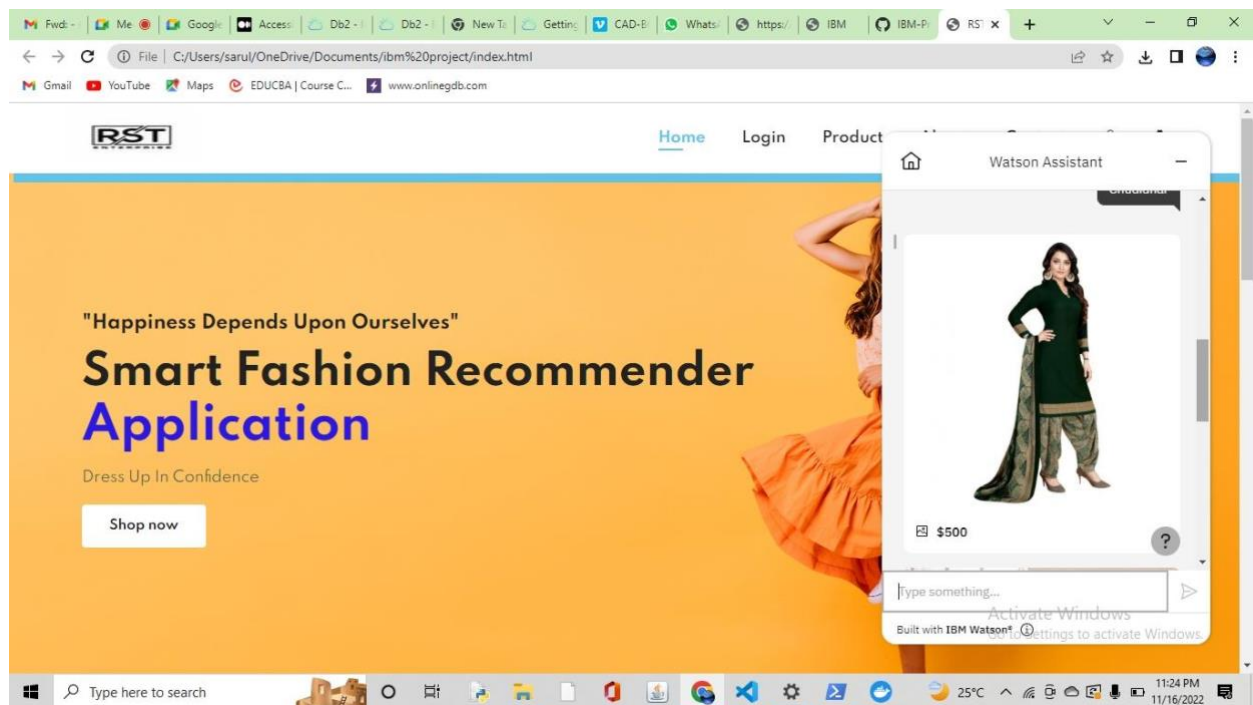 Fwd: -
Me
Google
Access
Db2 - I
Db2 - I
New Ta
Getting
CAD-B
Whats
https:/
IBM
IBM-Pr
RST
File | C:/Users/sarul/OneDrive/Documents/ibm%20project/index.html
Gmail YouTube Maps EDUCBA | Course C... www.onlinegdb.com
RST
ENTERPRISE
Home Login Product
Watson Assistant
"Happiness Depends Upon Ourselves"
Smart Fashion Recommender
Application
Dress Up In Confidence
Shop now
$500
?
Type something...
Activate Windows
Built with IBM Watson®
Go to Settings to activate Windows.
Type here to search
25°C
11:24 PM
11/16/2022